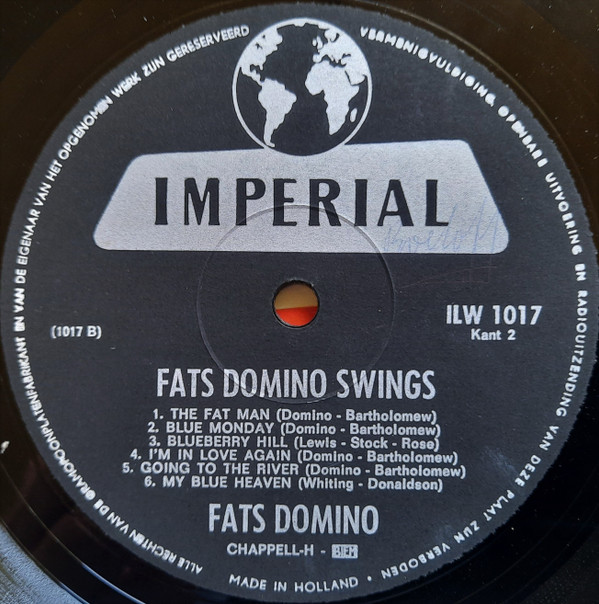 ALLE RECHTEN VAN DE GRAMOFOONPLATENFABRIKANT EN VAN DE EIGENAAR VAN HET OPGENOMEN WERK ZIJN GERESERVEERD
VERMENIGVULDIGING, OPENBARE UITVOERING EN RADIOUITZENDING VAN DEZE PLAAT ZIJN VERBODEN
IMPERIAL
ILW 1017
Kant 2
(1017 B)
FATS DOMINO SWINGS
1. THE FAT MAN (Domino - Bartholomew)
2. BLUE MONDAY (Domino - Bartholomew)
3. BLUEBERRY HILL (Lewis - Stock - Rose)
4. I'M IN LOVE AGAIN (Domino - Bartholomew)
5. GOING TO THE RIVER (Domino - Bartholomew)
6. MY BLUE HEAVEN (Whiting - Donaldson)
FATS DOMINO
CHAPPELL-H - BIEM
MADE IN HOLLAND •